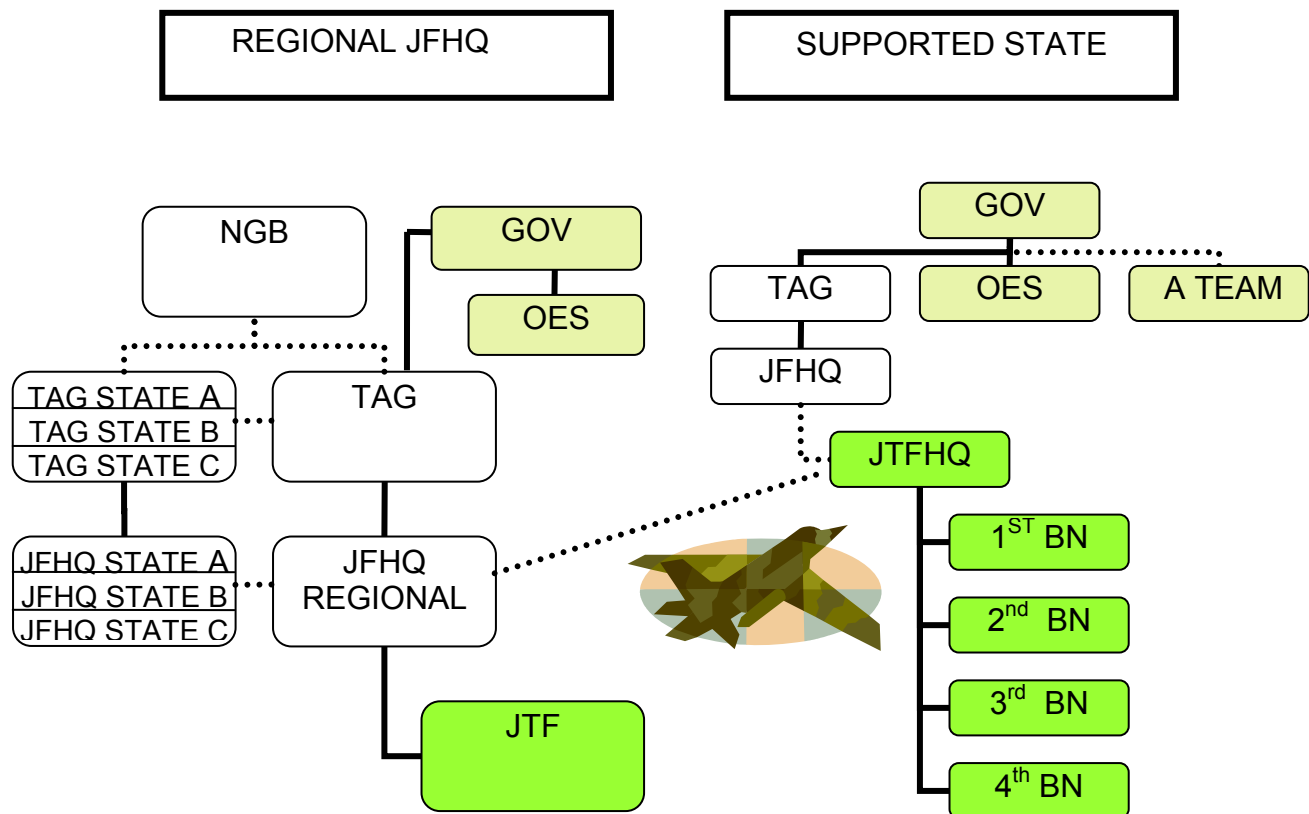 REGIONAL JFHQ
SUPPORTED STATE
NGB
GOV
OES
TAG STATE A
TAG STATE B
TAG STATE C
TAG
JFHQ STATE A
JFHQ STATE B
JFHQ STATE C
JFHQ
REGIONAL
JTF
GOV
TAG
OES
A TEAM
JFHQ
JTFHQ
1ST BN
2nd BN
3rd BN
4th BN